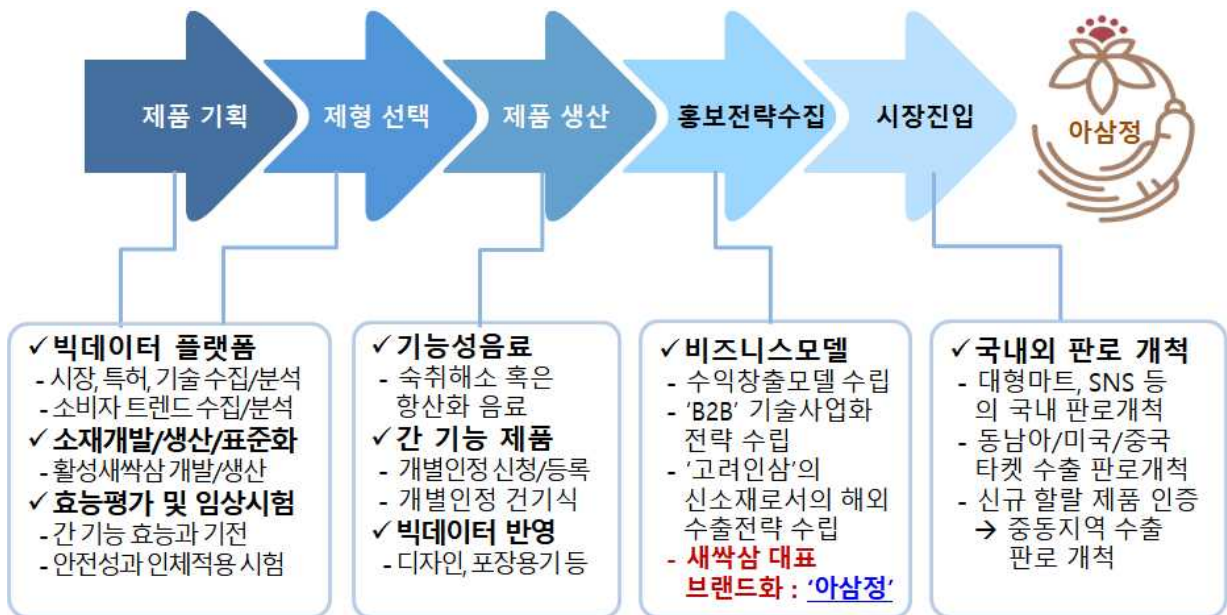 제품 기획
제형 선택
제품 생산
홍보전략수집
시장진입
아삼정
✓ 빅데이터 플랫폼
- 시장, 특허, 기술 수집/분석
- 소비자 트렌드 수집/분석
✓ 소재개발/생산/표준화
- 활성새싹삼 개발/생산
✓ 효능평가 및 임상시험
- 간 기능 효능과 기전
- 안전성과 인체적용 시험
✓ 기능성음료
- 숙취해소 혹은
항산화 음료
✓ 간 기능 제품
- 개별인정 신청/등록
- 개별인정 건기식
✓ 빅데이터 반영
- 디자인, 포장용기 등
✓ 비즈니스모델
- 수익창출모델 수립
- ‘B2B’ 기술사업화
전략 수립
- ‘고려인삼’의
신소재로서의 해외
수출전략 수립
- 새싹삼 대표
브랜드화 : ‘아삼정’
✓ 국내외 판로 개척
- 대형마트, SNS 등
의 국내 판로개척
- 동남아/미국/중국
타켓 수출 판로개척
- 신규 할랄 제품 인증
→ 중동지역 수출
판로 개척